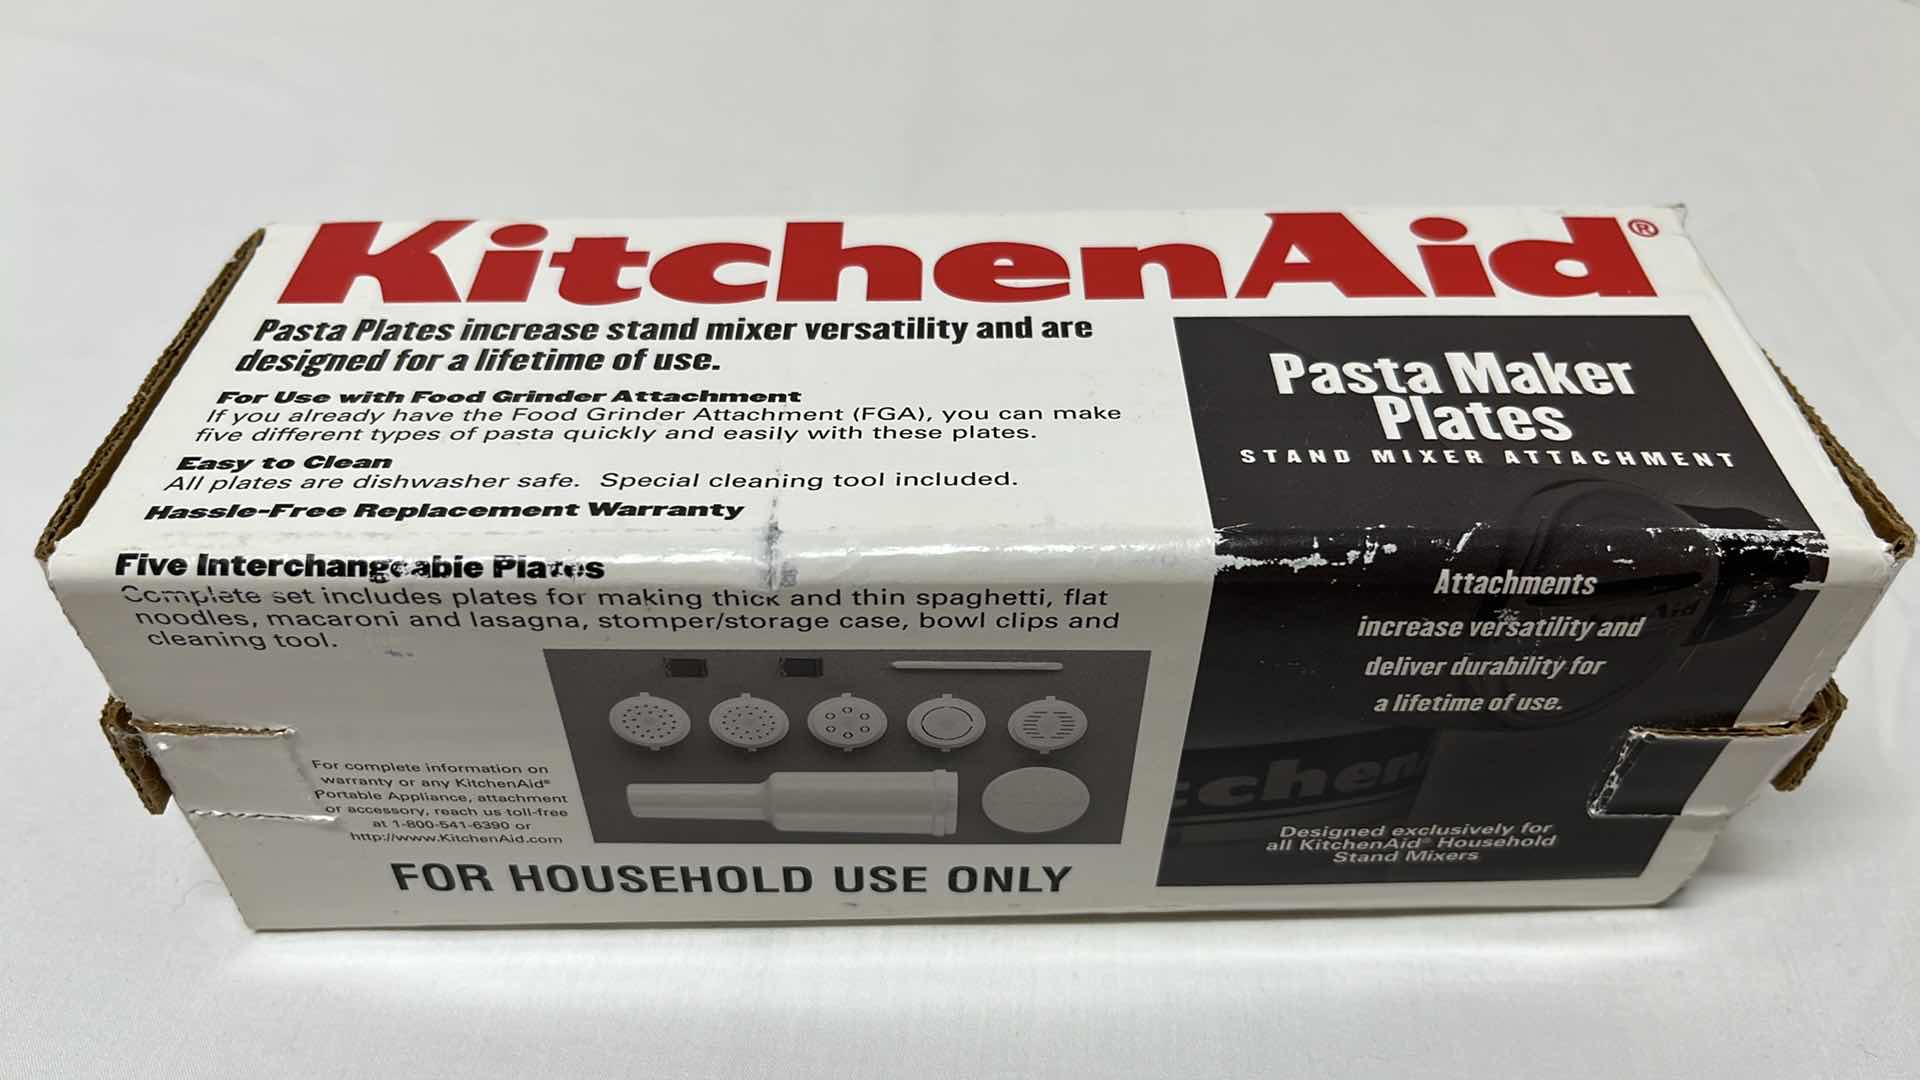 KitchenAid®
Pasta Plates increase stand mixer versatility and are
designed for a lifetime of use.
For Use with Food Grinder Attachment
If you already have the Food Grinder Attachment (FGA), you can make
five different types of pasta quickly and easily with these plates.
Easy to Clean
All plates are dishwasher safe. Special cleaning tool included.
Hassle-Free Replacement Warranty
Pasta Maker
Plates
STAND MIXER ATTACHMENT
Five Interchangeable Plates
Complete set includes plates for making thick and thin spaghetti, flat
noodles, macaroni and lasagna, stomper/storage case, bowl clips and
cleaning tool.
For complete information on
warranty or any KitchenAid®
Portable Appliance, attachment
or accessory, reach us toll-free
at 1-800-541-6390 or
http://www.KitchenAid.com
FOR HOUSEHOLD USE ONLY
Attachments
increase versatility and
deliver durability for
a lifetime of use.
chen
Designed exclusively for
all KitchenAid® Household
Stand Mixers